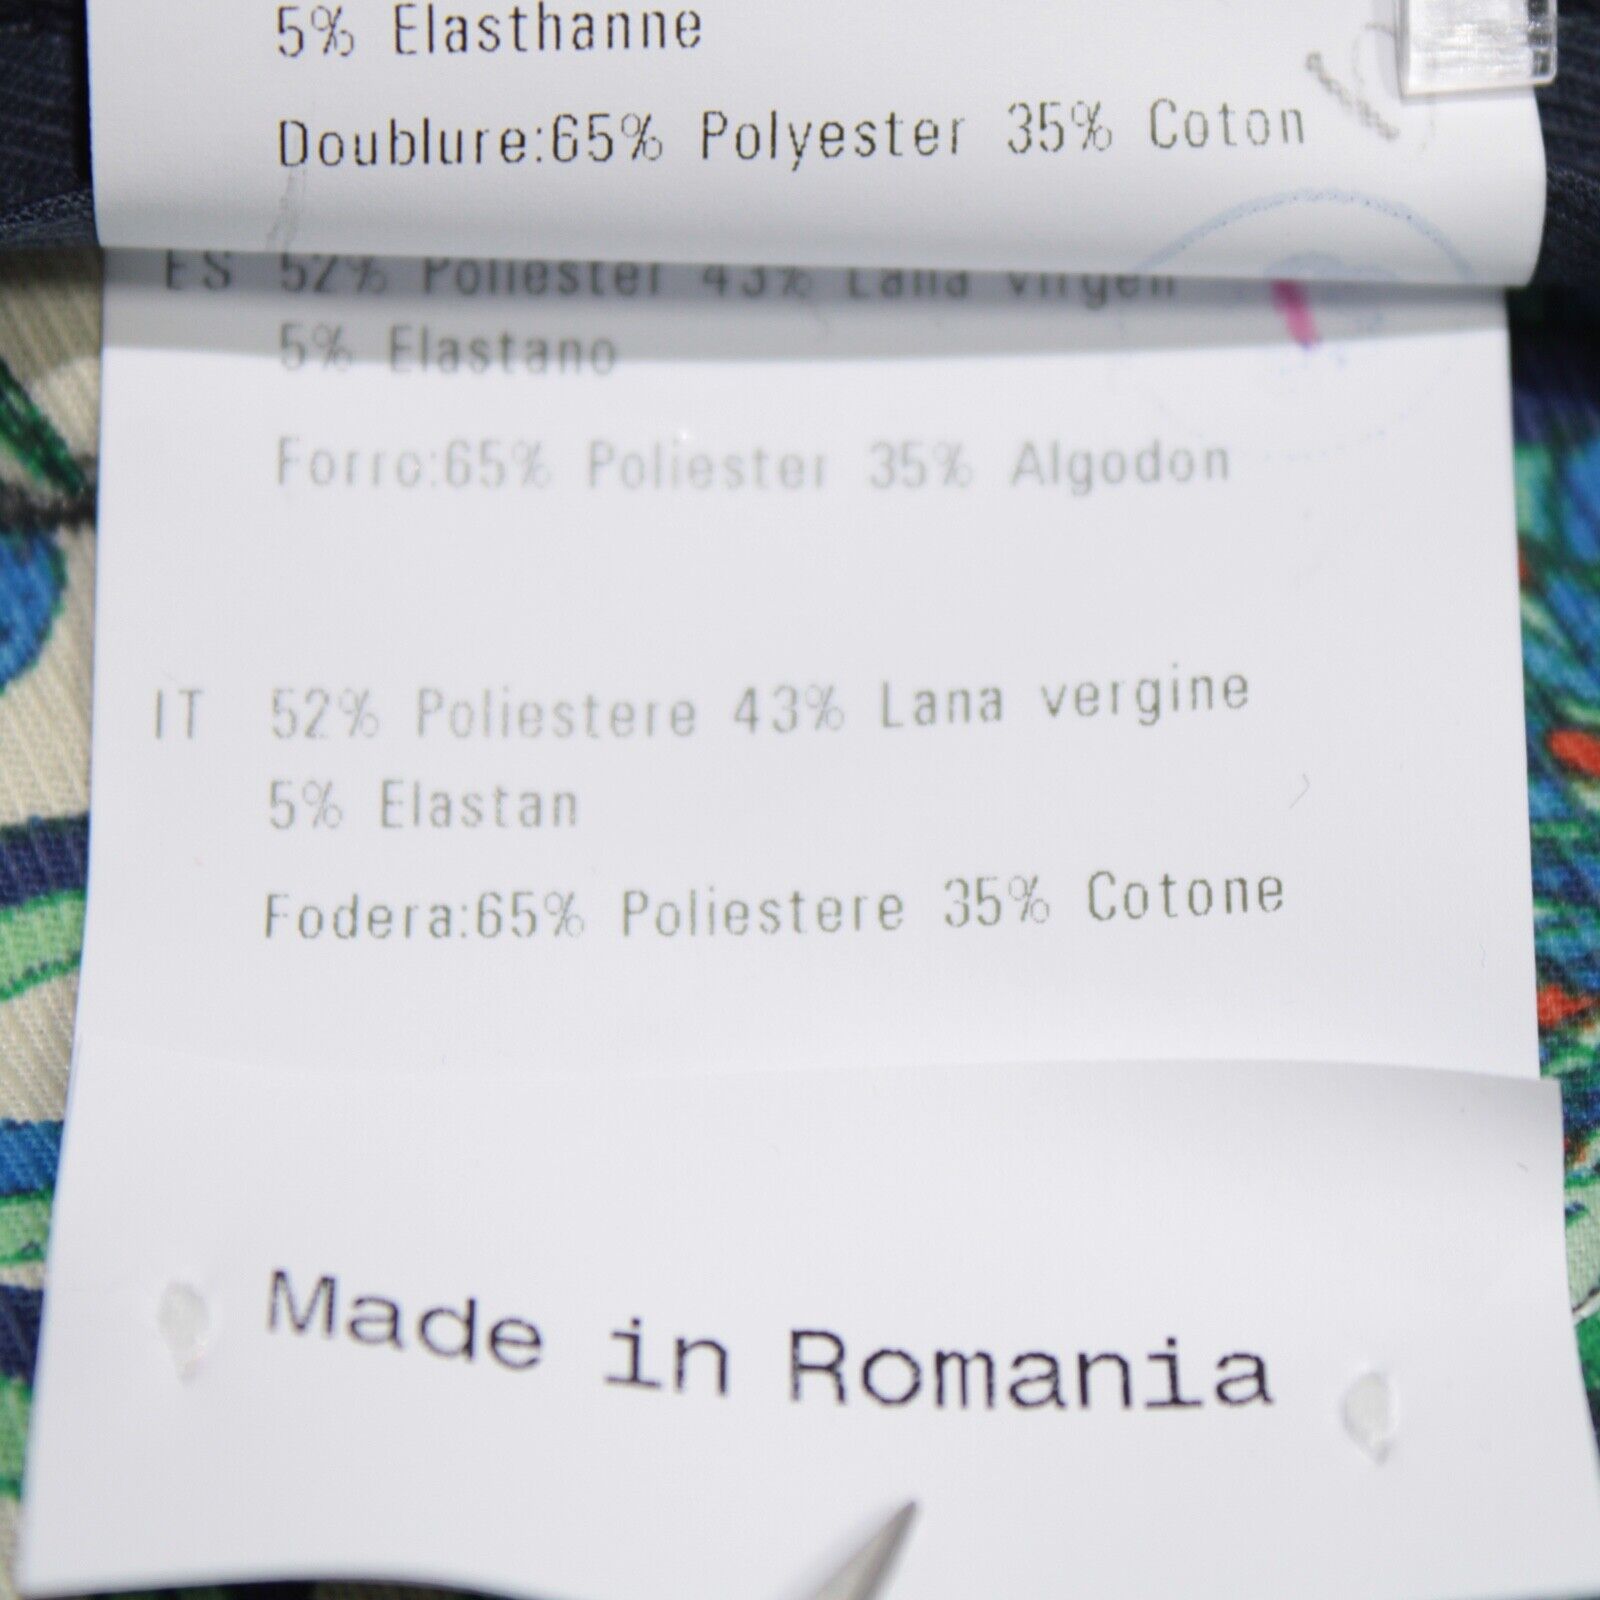 5% Elasthanne
Doublure:65% Polyester 35% Coton
ES 52% Poliester 43% Lana virgen
5% Elastano
Forro:65% Poliester 35% Algodon
IT 52% Poliestere 43% Lana vergine
5% Elastan
Fodera:65% Poliestere 35% Cotone
Made in Romania